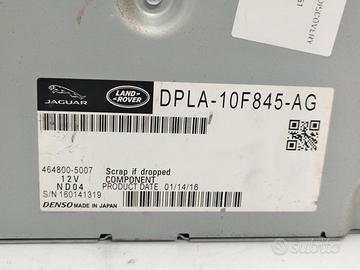 DISCOVERY
JAGUAR
LAND-
ROVER
DPLA-10F845-AG
464800-5007
Scrap if dropped
12V
COMPONENT
ND04
PRODUCT DATE 01/14/16
S/N 160141319
DENSO MADE IN JAPAN
subito